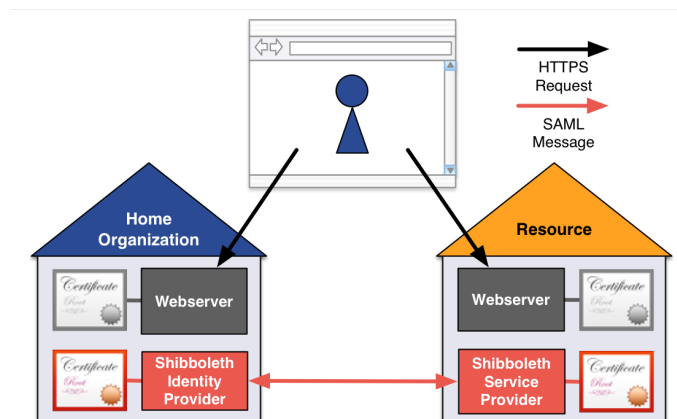 HTTPS
Request
SAML
Message
Home
Organization
Resource
Certificate
Root
Webserver
Webserver
Certificate
Root
Certificate
Root
Shibboleth
Identity
Provider
Shibboleth
Service
Provider
Certificate
Root